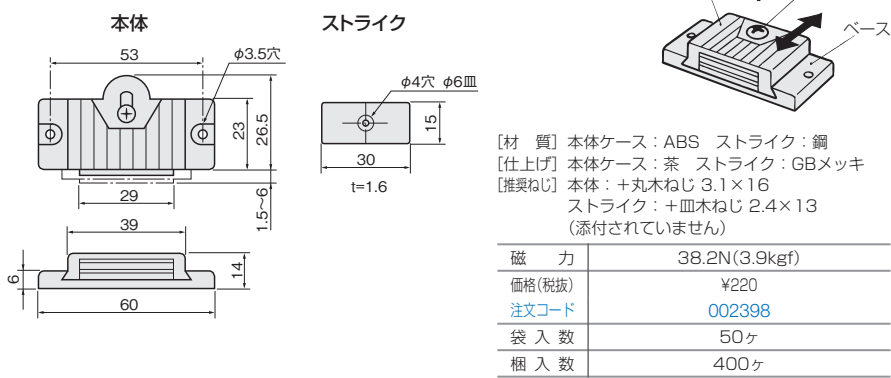 本体
ストライク
53
φ3.5穴
23
26.5
1.5〜6
29
39
6
14
60
φ4穴 φ6皿
15
30
t=1.6
ベース
[材　質] 本体ケース：ABS　ストライク：鋼
[仕上げ] 本体ケース：茶　ストライク：GBメッキ
[推奨ねじ] 本体：＋丸木ねじ 3.1×16
ストライク：＋皿木ねじ 2.4×13
（添付されていません）
磁　力　38.2N(3.9kgf)
価格(税抜)　¥220
注文コード　002398
袋入数　50ヶ
梱入数　400ヶ